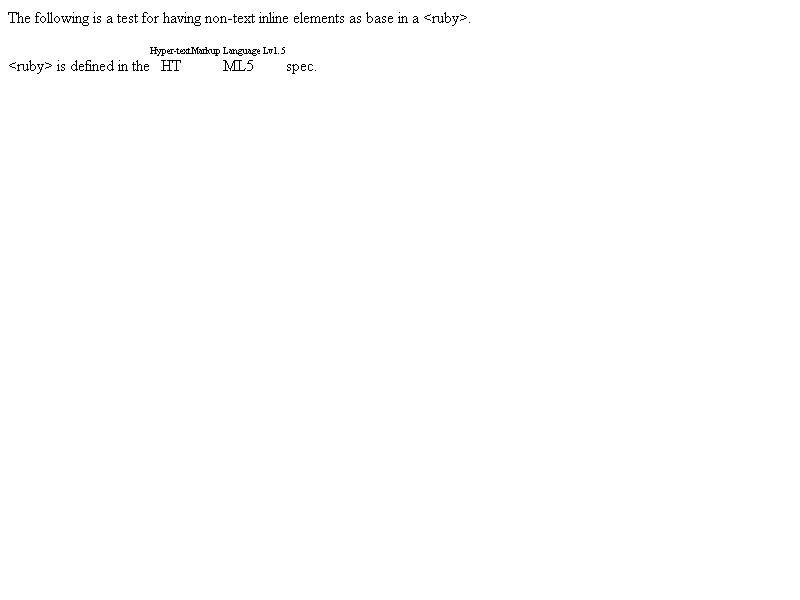 The following is a test for having non-text inline elements as base in a <ruby>.
Hyper-textMarkup Language Lv1.5
<ruby> is defined in the HT ML5 spec.